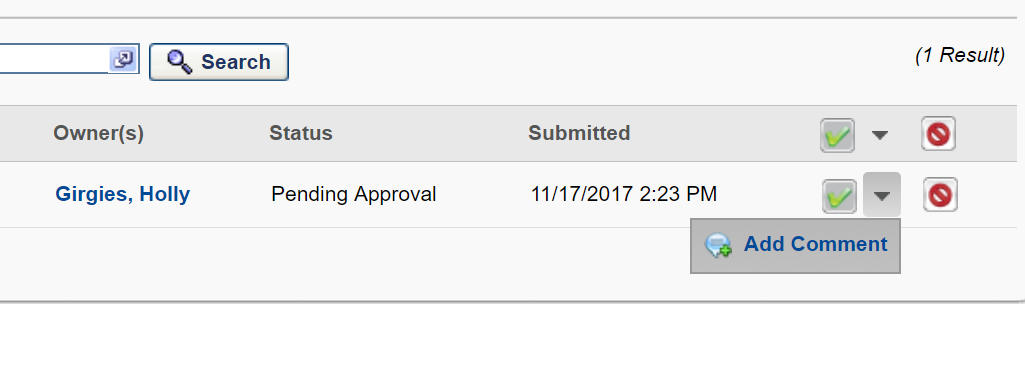 Search
(1 Result)
Owner(s) Status Submitted
Girgies, Holly Pending Approval 11/17/2017 2:23 PM
Add Comment